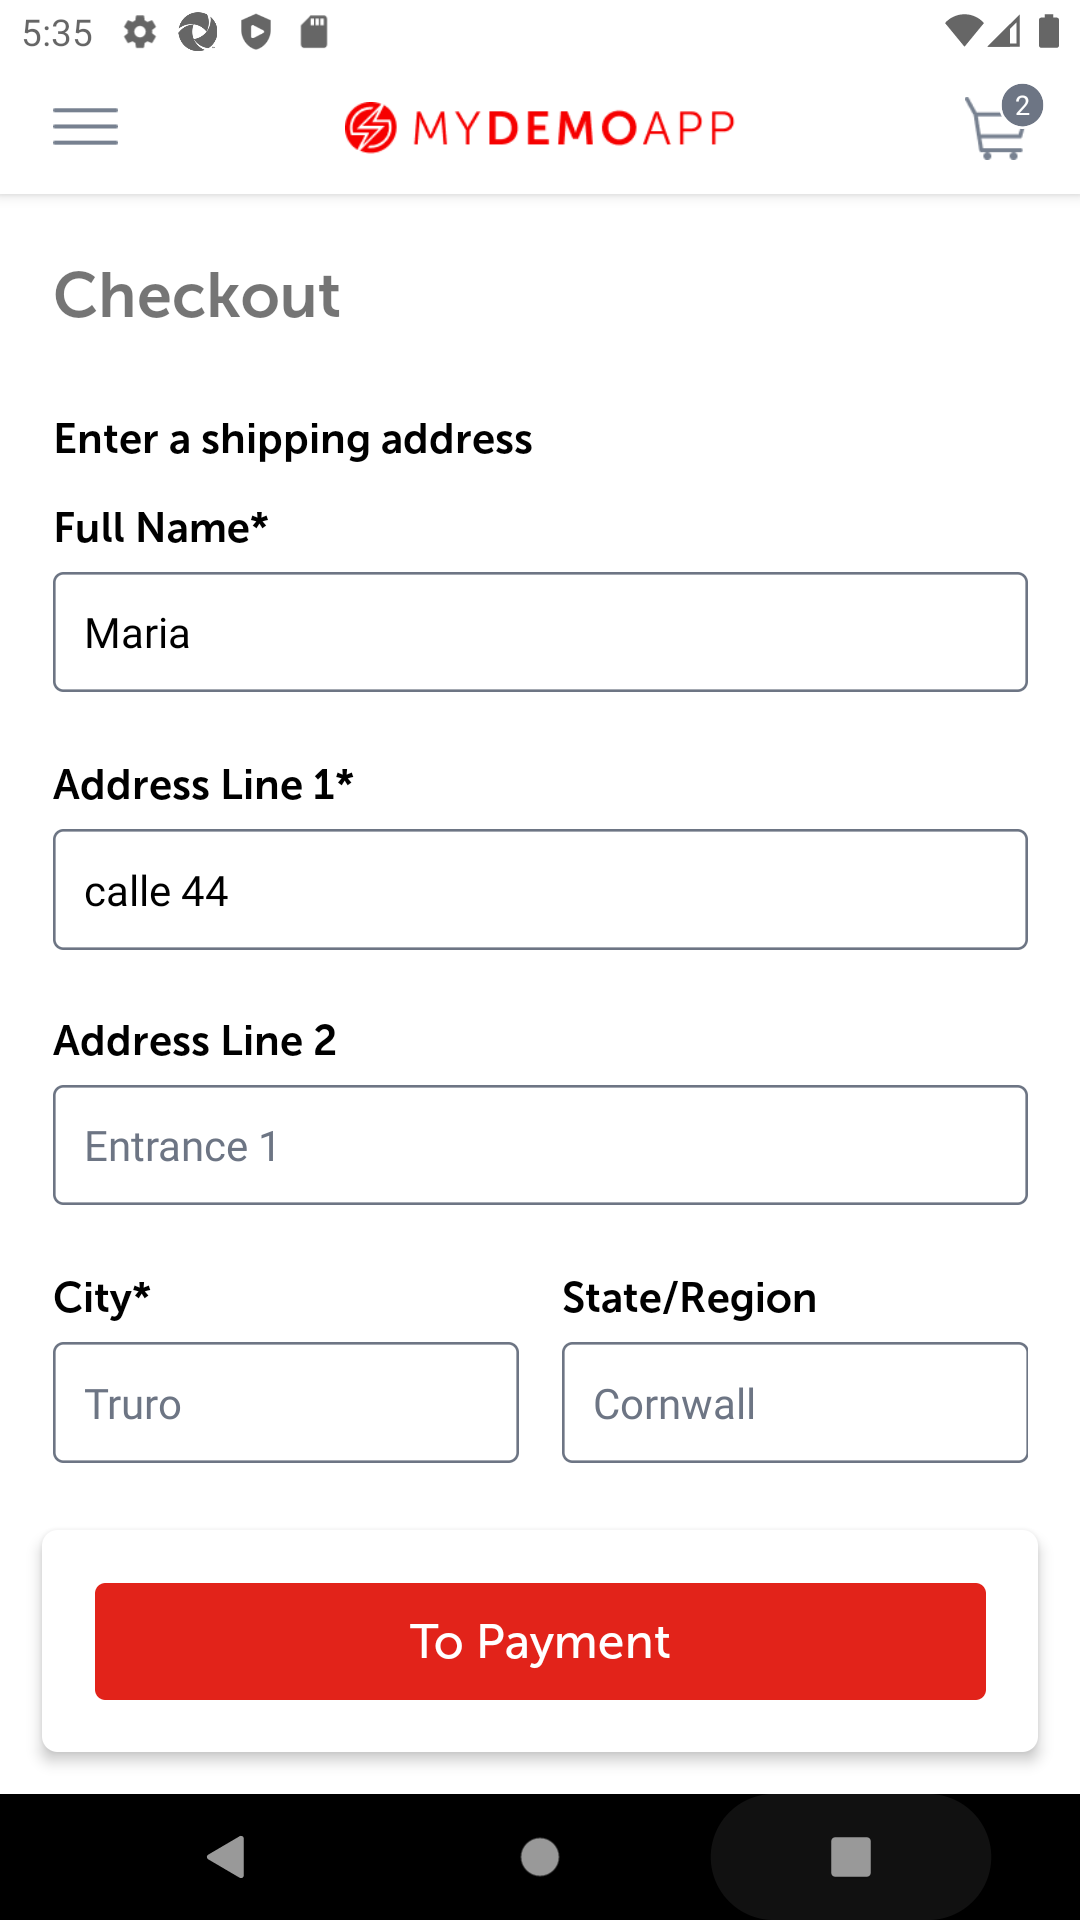 5:35
MYDEMOAPP
2
Checkout
Enter a shipping address
Full Name*
Maria
Address Line 1*
calle 44
Address Line 2
Entrance 1
City*
State/Region
Truro
Cornwall
To Payment